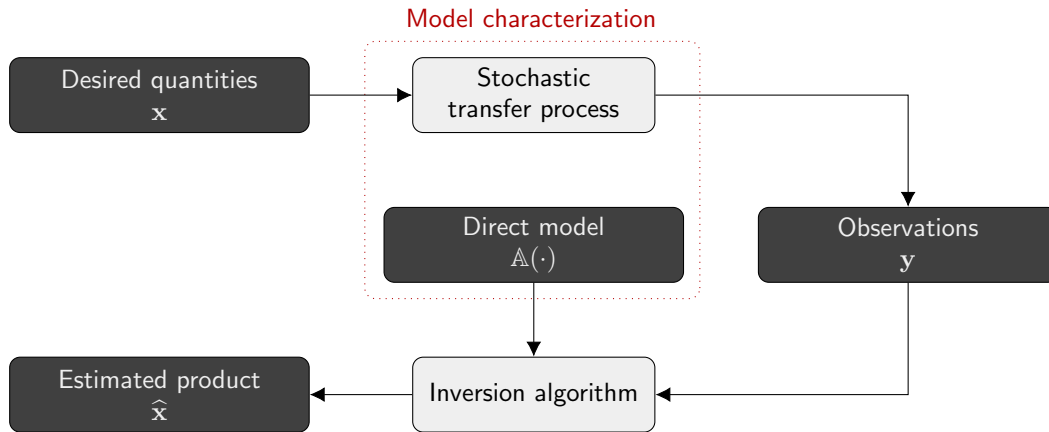 Model characterization
Desired quantities
𝐱
Stochastic
transfer process
Direct model
𝔸(·)
Observations
𝐲
Estimated product
𝐱̂
Inversion algorithm